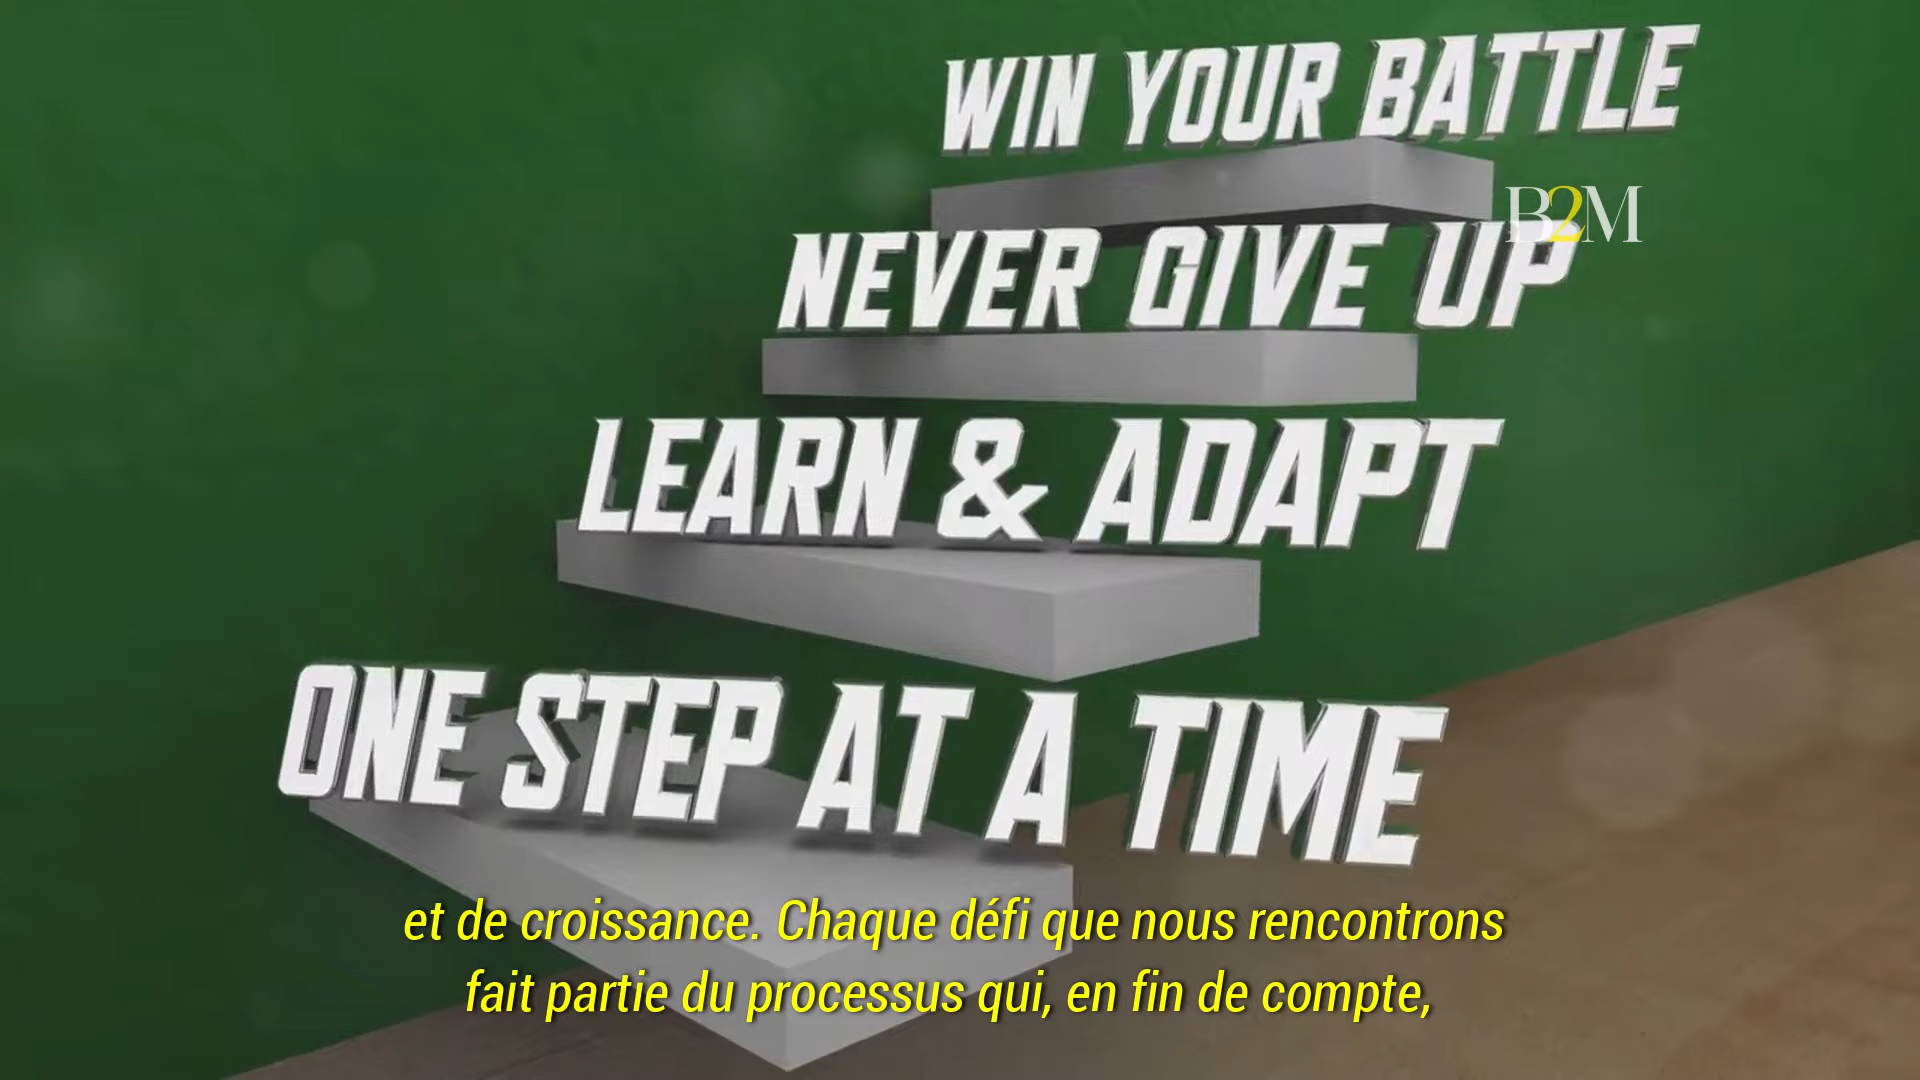 WIN YOUR BATTLE
B2M
NEVER GIVE UP
LEARN & ADAPT
ONE STEP AT A TIME
et de croissance. Chaque défi que nous rencontrons
fait partie du processus qui, en fin de compte,